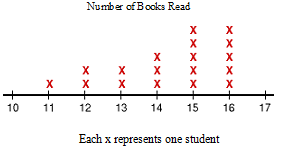 Number of Books Read
X X
X X
X X X
X X X X X
X X X X X X
10 11 12 13 14 15 16 17
Each x represents one student